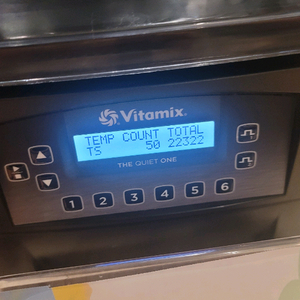 Vitamix®
TEMP COUNT TOTAL
TS 50 22322
THE QUIET ONE
1 2 3 4 5 6